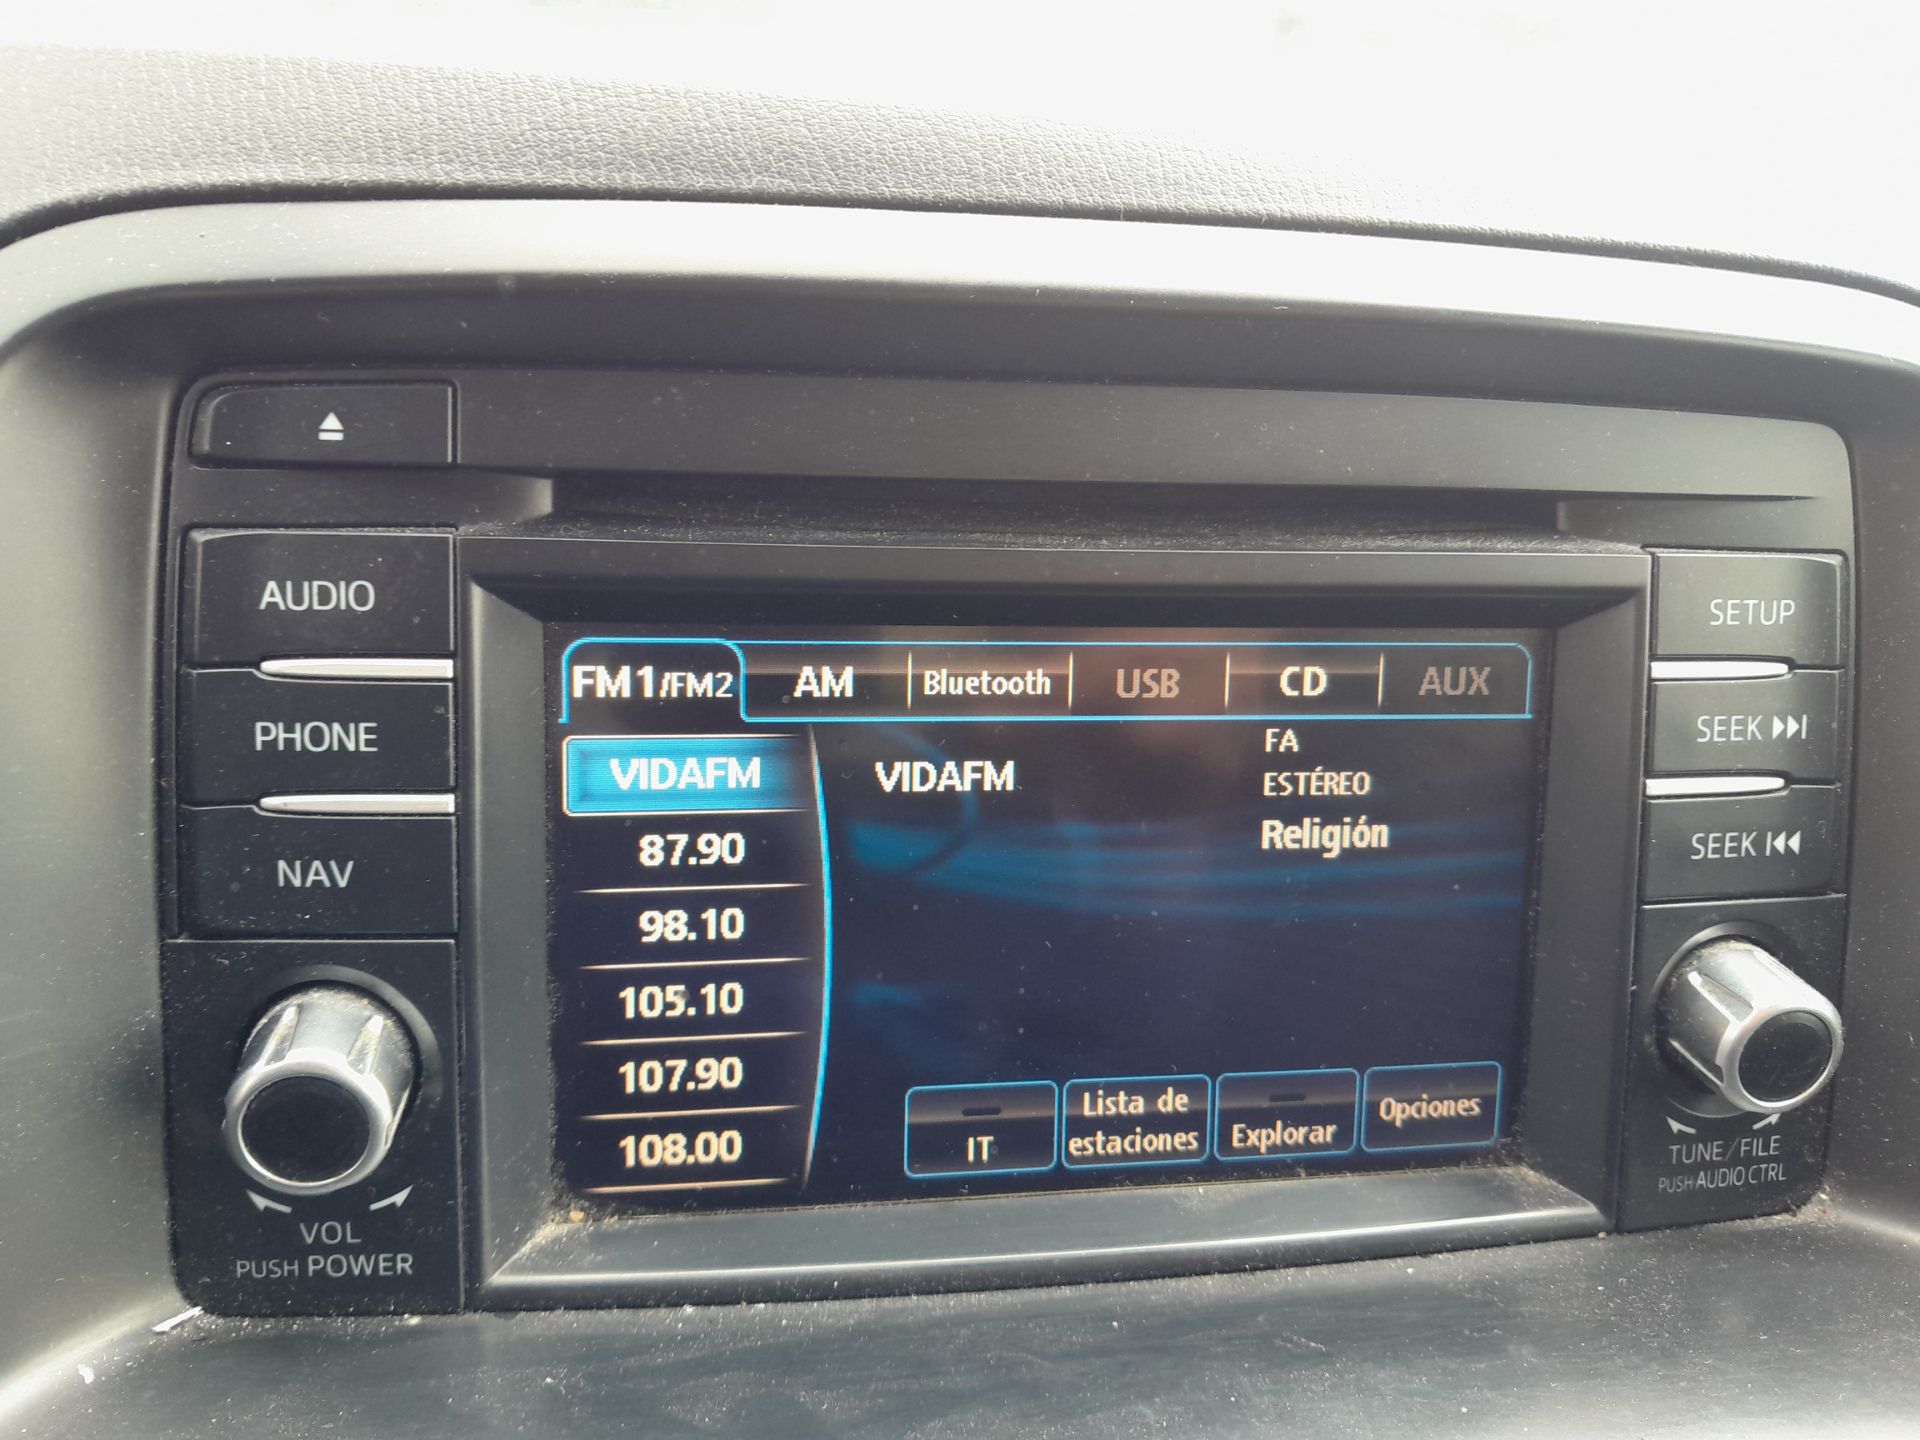 AUDIO
PHONE
NAV
VOL
PUSH POWER
FM1/FM2 AM Bluetooth USB CD AUX
VIDAFM
87.90
98.10
105.10
107.90
108.00
VIDAFM
FA
ESTÉREO
Religión
IT
Lista de
estaciones
Explorar
Opciones
SETUP
SEEK
SEEK
TUNE/FILE
PUSH AUDIO CTRL